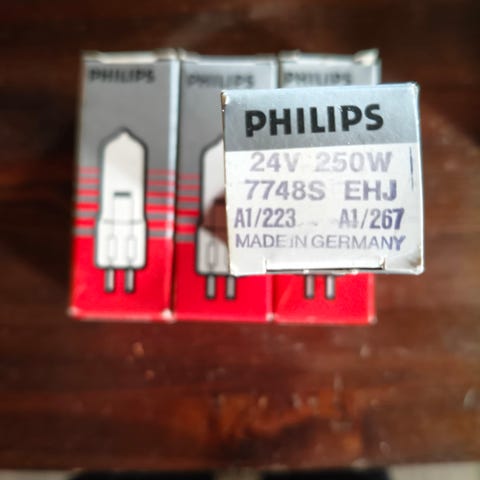 PHILIPS
PHILIPS
PHILIPS
PHILIPS
24V 250W
7748S EHJ
A1/223 A1/267
MADE IN GERMANY